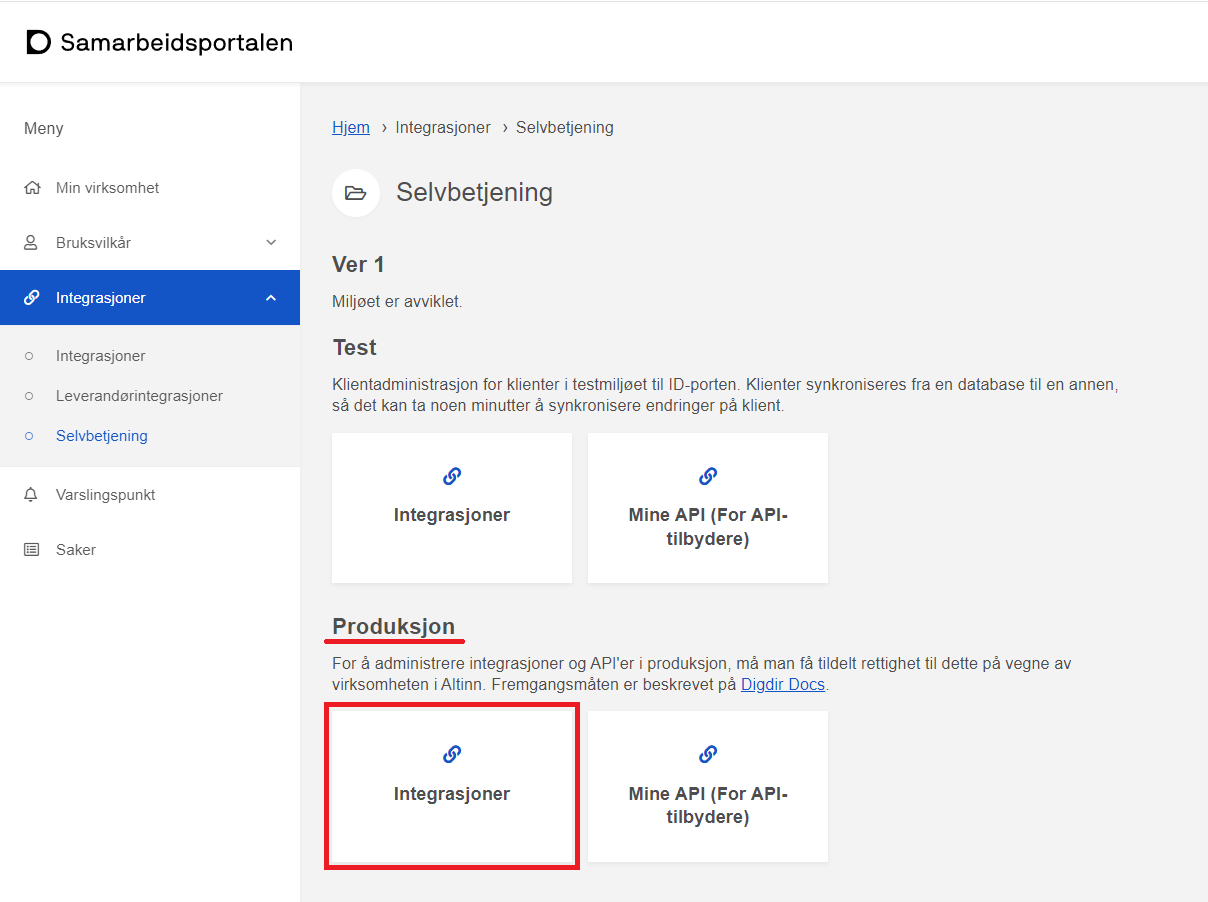 Samarbeidsportalen
Meny
Min virksomhet
Bruksvilkår
Integrasjoner
Integrasjoner
Leverandørintegrasjoner
Selvbetjening
Varslingspunkt
Saker
Hjem › Integrasjoner › Selvbetjening
Selvbetjening
Ver 1
Miljøet er avviklet.
Test
Klientadministrasjon for klienter i testmiljøet til ID-porten. Klienter synkroniseres fra en database til en annen,
så det kan ta noen minutter å synkronisere endringer på klient.
Integrasjoner
Mine API (For API-
tilbydere)
Produksjon
For å administrere integrasjoner og API'er i produksjon, må man få tildelt rettighet til dette på vegne av
virksomheten i Altinn. Fremgangsmåten er beskrevet på Digdir Docs.
Integrasjoner
Mine API (For API-
tilbydere)